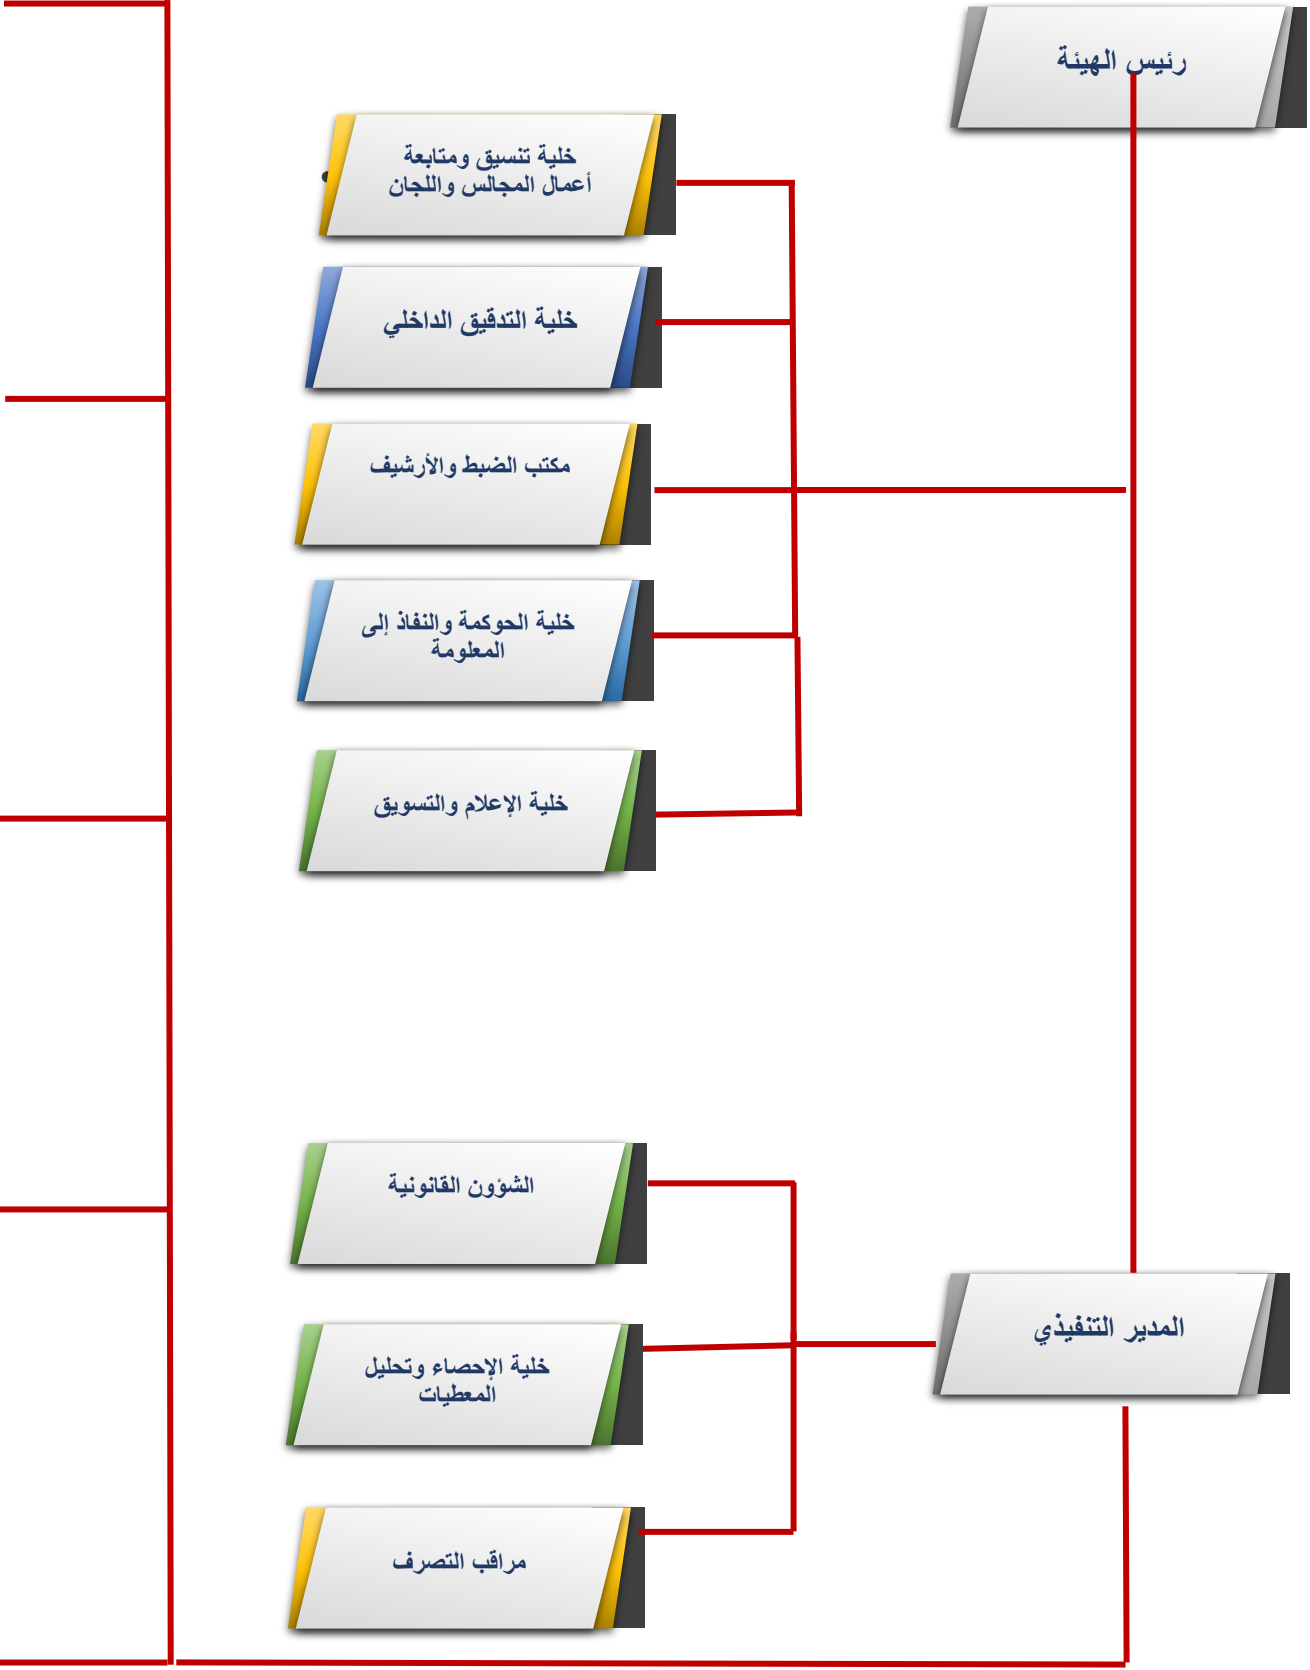 رئيس الهيئة
خلية تنسيق ومتابعة
أعمال المجالس واللجان
خلية التدقيق الداخلي
مكتب الضبط والأرشيف
خلية الحوكمة والنفاذ إلى
المعلومة
خلية الإعلام والتسويق
الشؤون القانونية
المدير التنفيذي
خلية الإحصاء وتحليل
المعطيات
مراقب التصرف